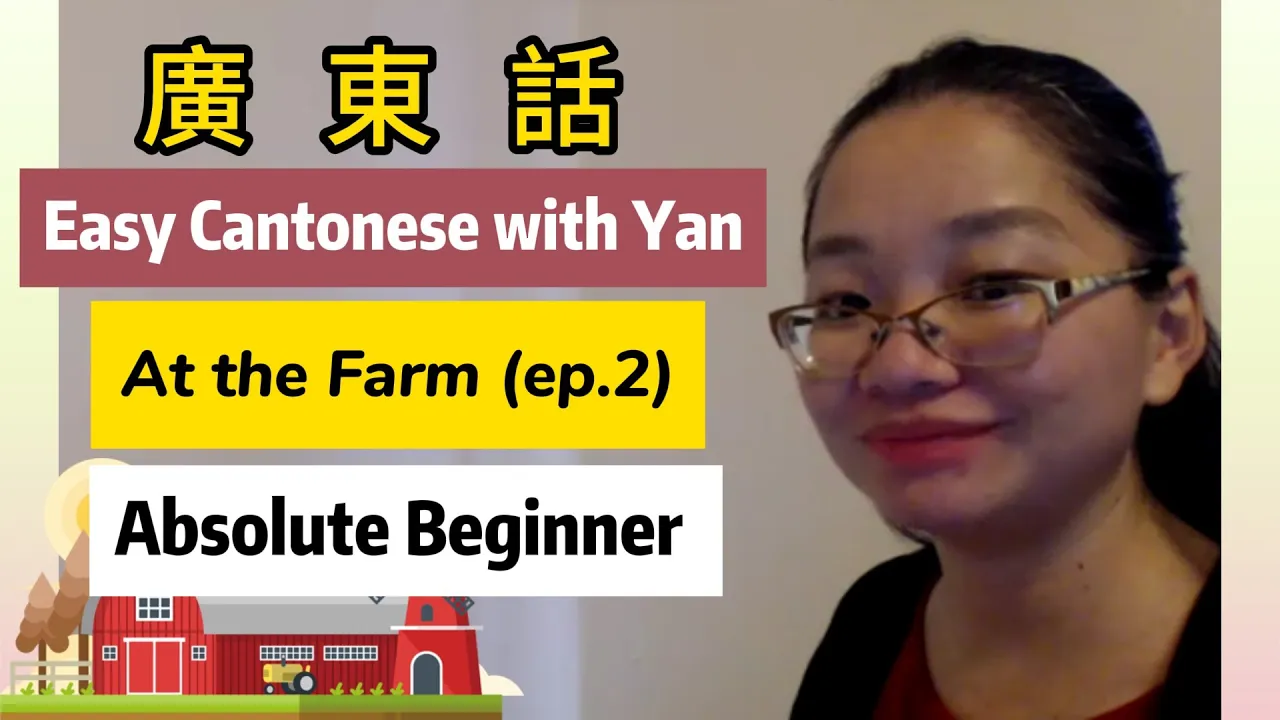 廣東話
Easy Cantonese with Yan
At the Farm (ep.2)
Absolute Beginner